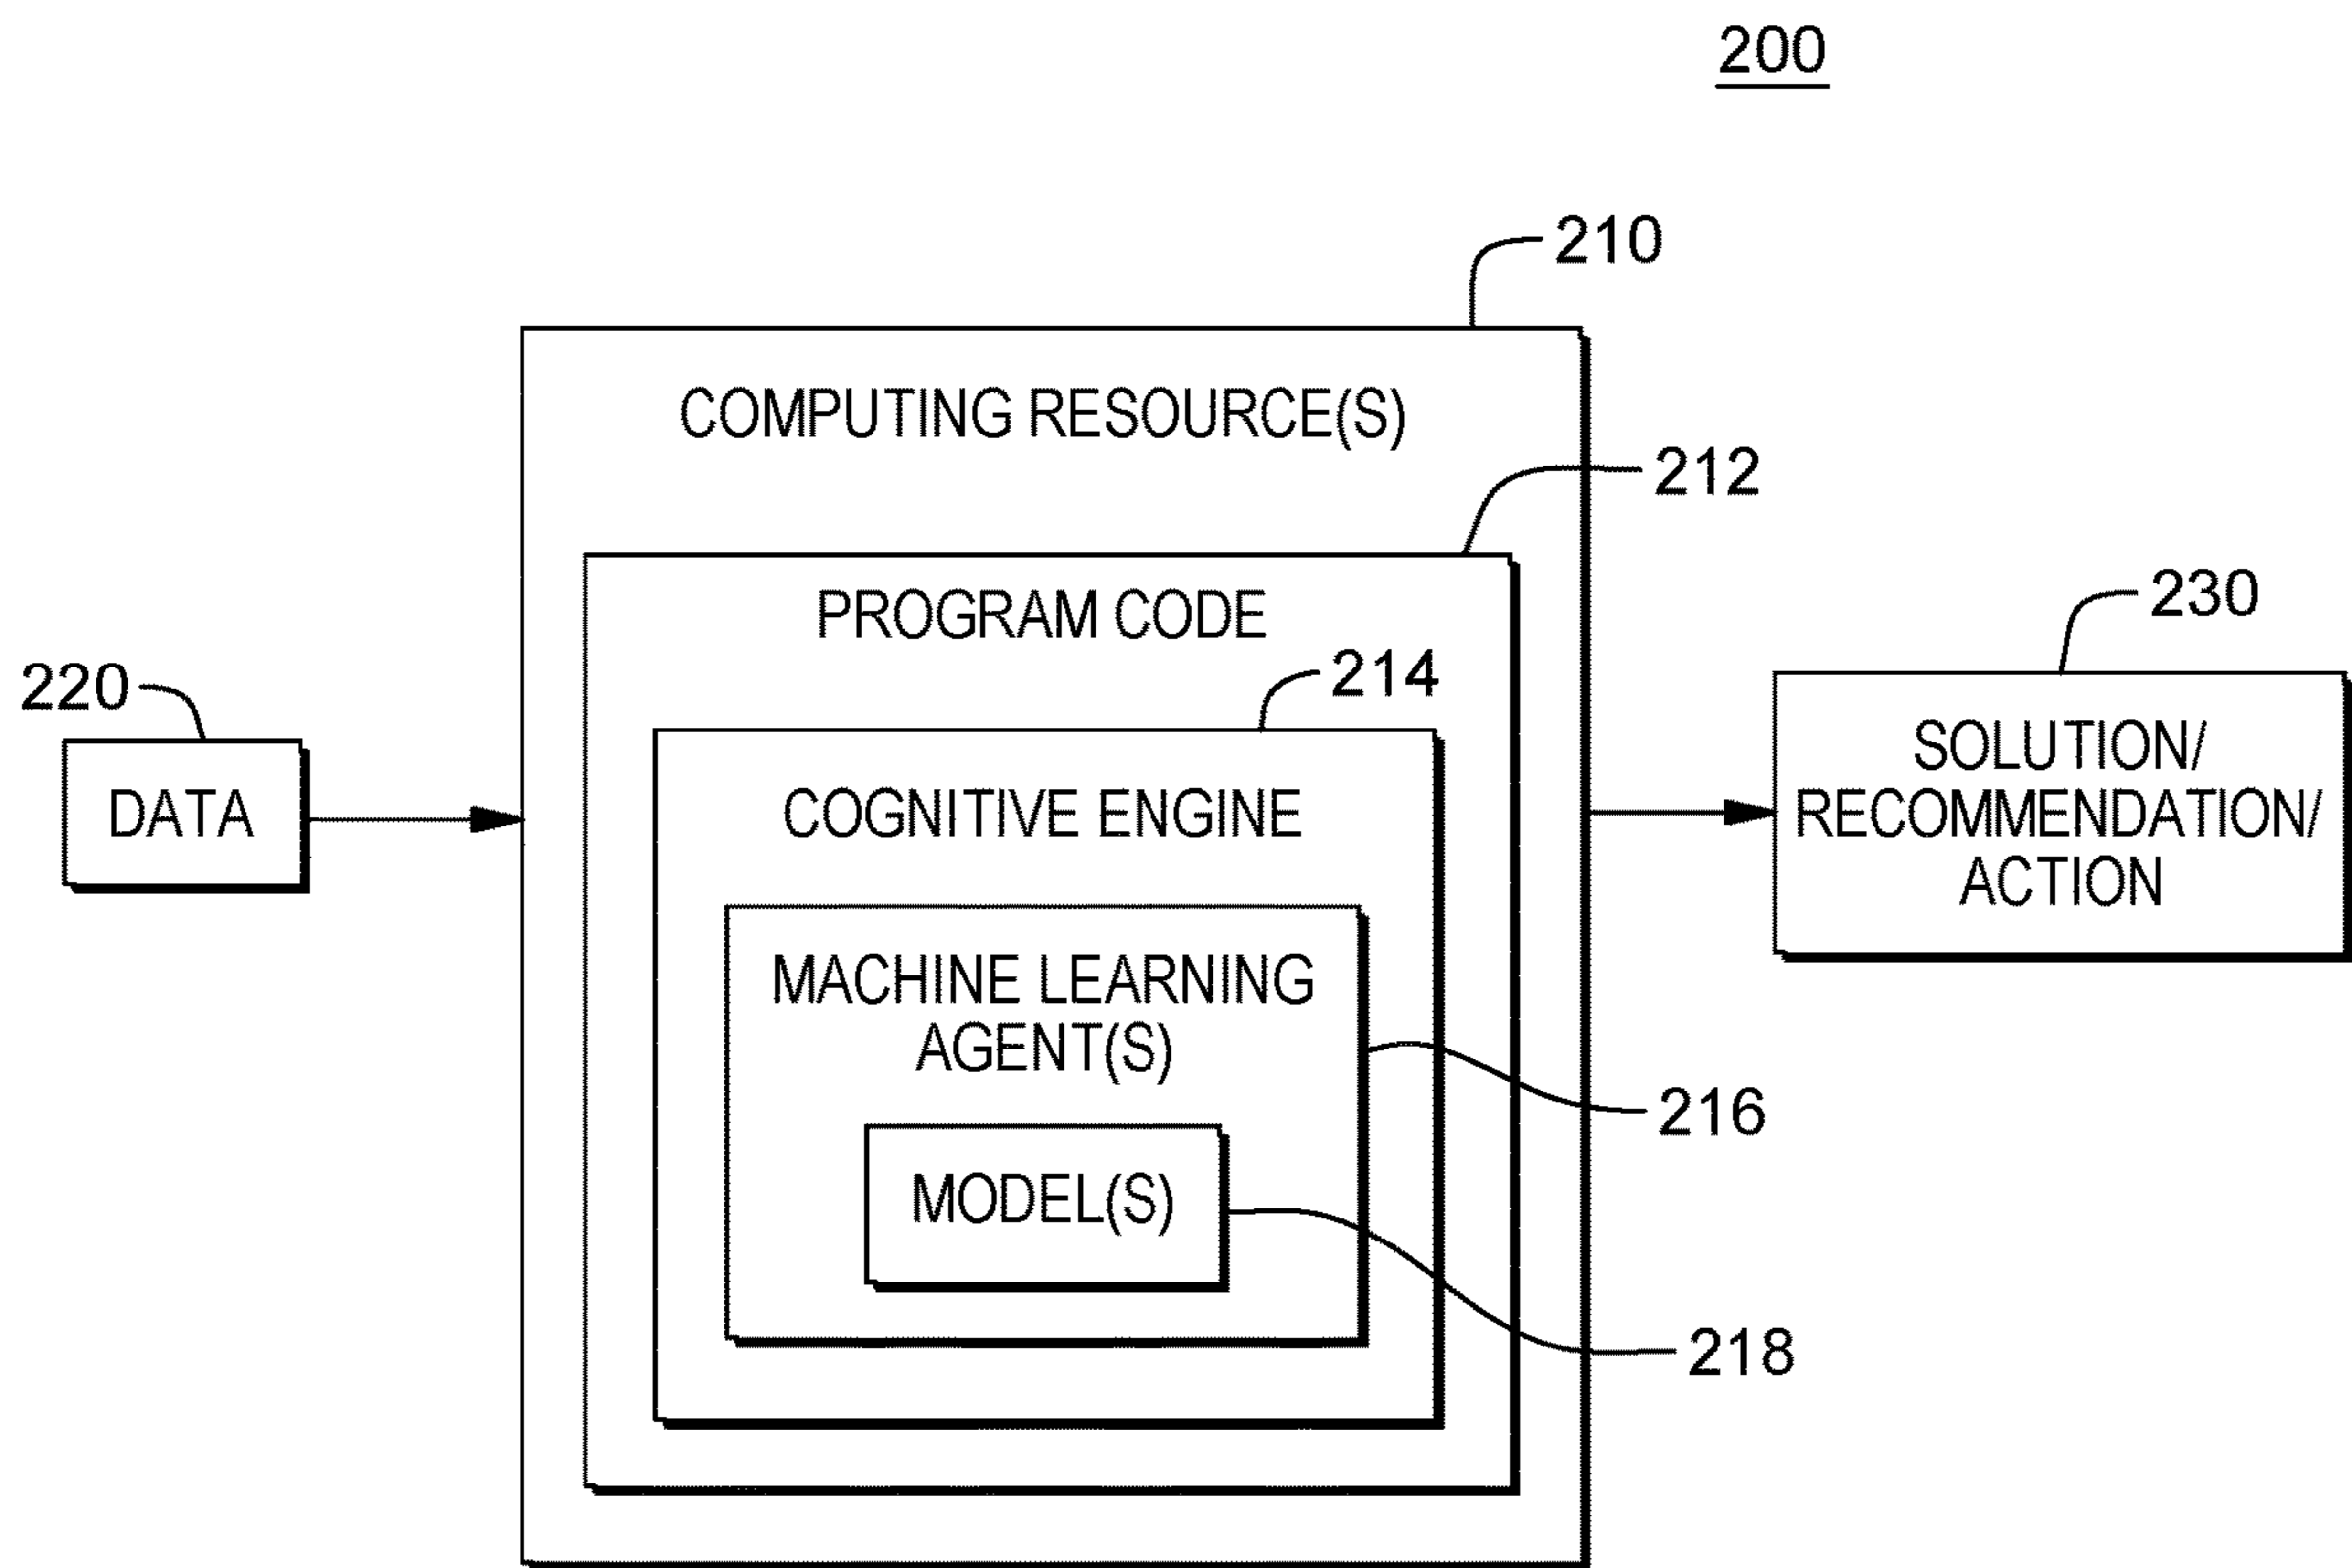 200
210
COMPUTING RESOURCE(S)
212
PROGRAM CODE
230
214
220
SOLUTION/
RECOMMENDATION/
ACTION
COGNITIVE ENGINE
DATA
MACHINE LEARNING
AGENT(S)
216
MODEL(S)
218